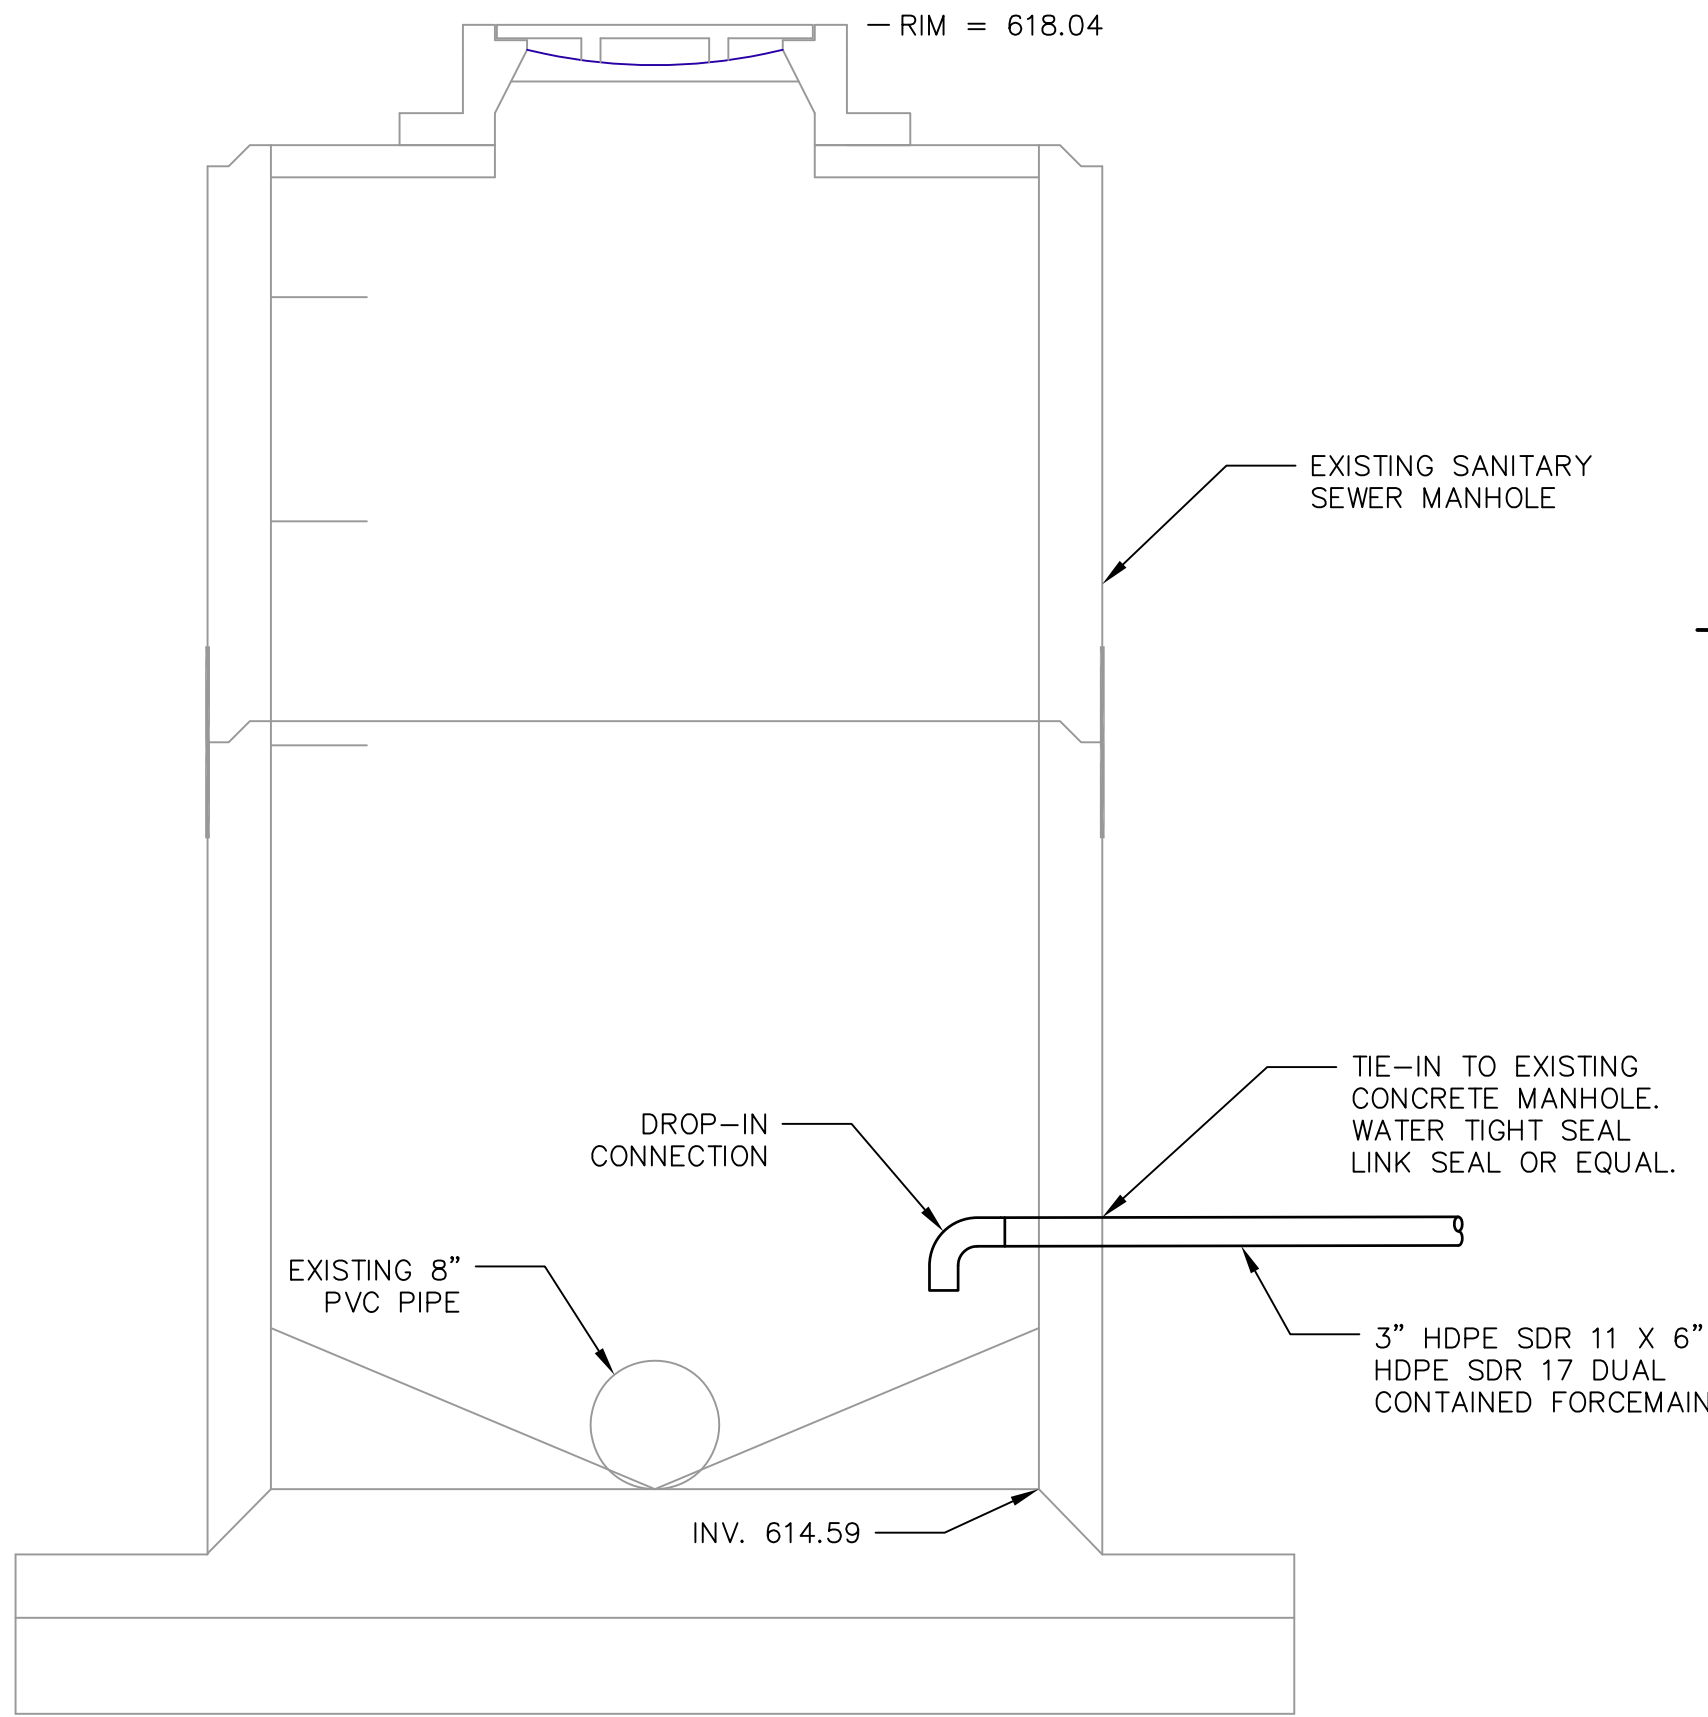 RIM = 618.04
EXISTING SANITARY
SEWER MANHOLE
TIE-IN TO EXISTING
CONCRETE MANHOLE.
WATER TIGHT SEAL
LINK SEAL OR EQUAL.
DROP-IN
CONNECTION
EXISTING 8”
PVC PIPE
3” HDPE SDR 11 X 6”
HDPE SDR 17 DUAL
CONTAINED FORCEMAIN
INV. 614.59